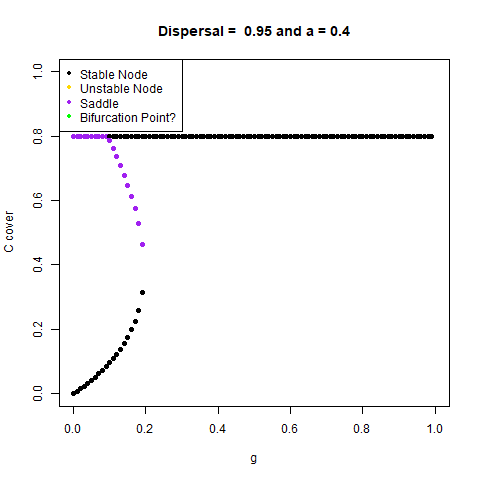 Dispersal =  0.95 and a = 0.4
Stable Node
Unstable Node
Saddle
Bifurcation Point?
C cover
1.0
0.8
0.6
0.4
0.2
0.0
0.0 0.2 0.4 0.6 0.8 1.0
g